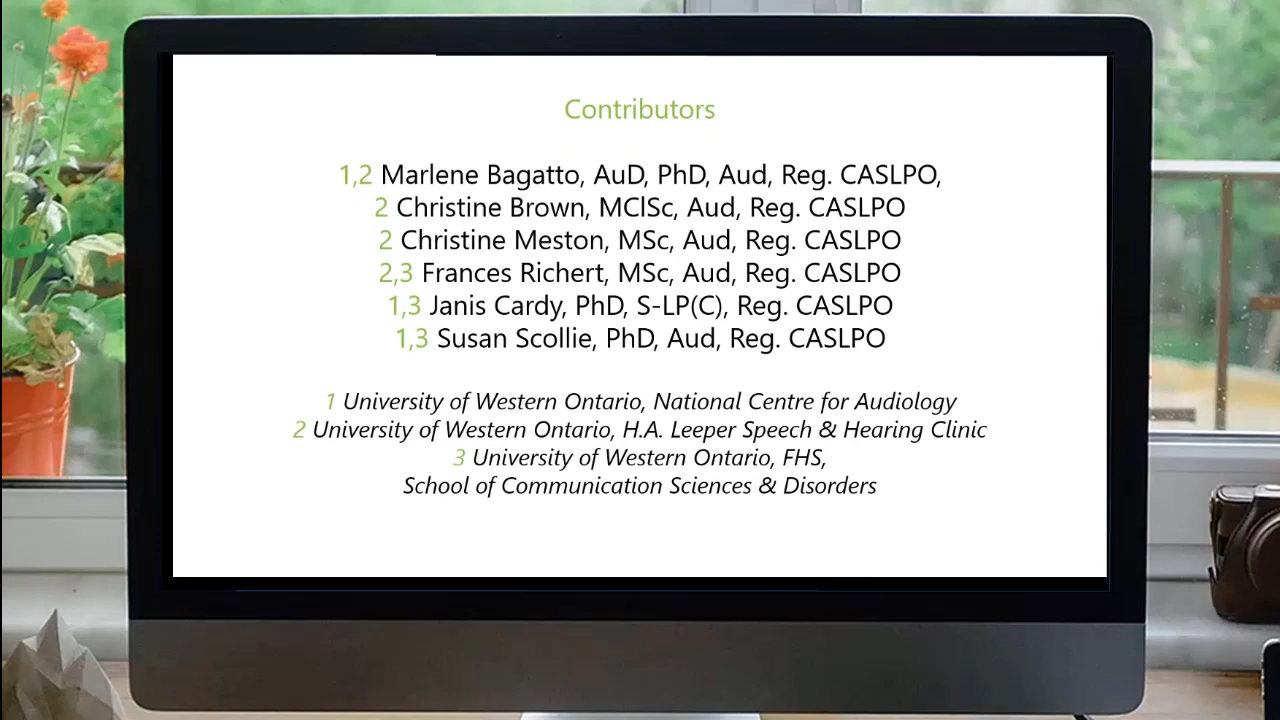 Contributors
1,2 Marlene Bagatto, AuD, PhD, Aud, Reg. CASLPO,
2 Christine Brown, MClSc, Aud, Reg. CASLPO
2 Christine Meston, MSc, Aud, Reg. CASLPO
2,3 Frances Richert, MSc, Aud, Reg. CASLPO
1,3 Janis Cardy, PhD, S-LP(C), Reg. CASLPO
1,3 Susan Scollie, PhD, Aud, Reg. CASLPO
1 University of Western Ontario, National Centre for Audiology
2 University of Western Ontario, H.A. Leeper Speech & Hearing Clinic
3 University of Western Ontario, FHS,
School of Communication Sciences & Disorders